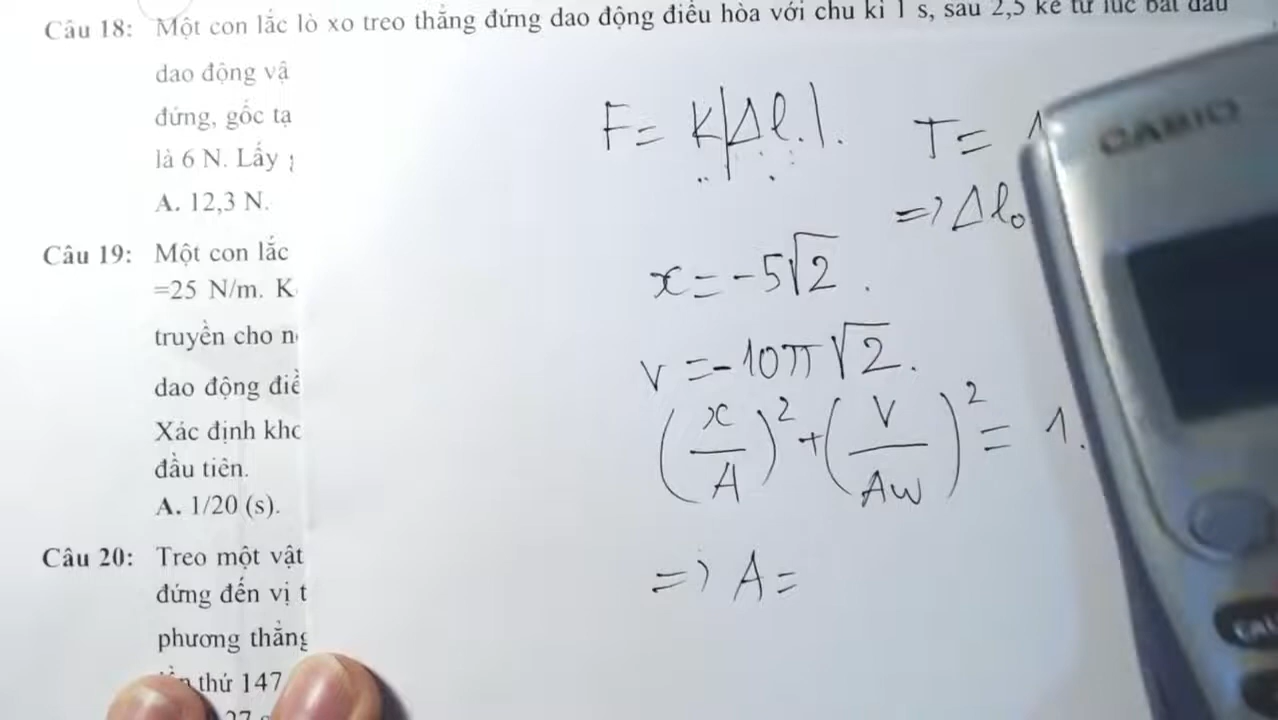 Câu 18: Một con lắc lò xo treo thẳng đứng dao động điều hòa với chu kì 1 s, sau 2,5 kể từ lúc bắt đầu
dao động vậ
đứng, gốc tạ
là 6 N. Lấy
A. 12,3 N.
Câu 19: Một con lắc
=25 N/m. K
truyền cho n
dao động điề
Xác định kho
đầu tiên.
A. 1/20 (s).
Câu 20: Treo một vật
đứng đến vị t
phương thẳng
thứ 147
F = K|Δl.|.
T = 1
=> Δl₀
x = -5√2.
v = -10π√2.
(x/A)² + (v/Aw)² = 1.
=> A =
CASIO